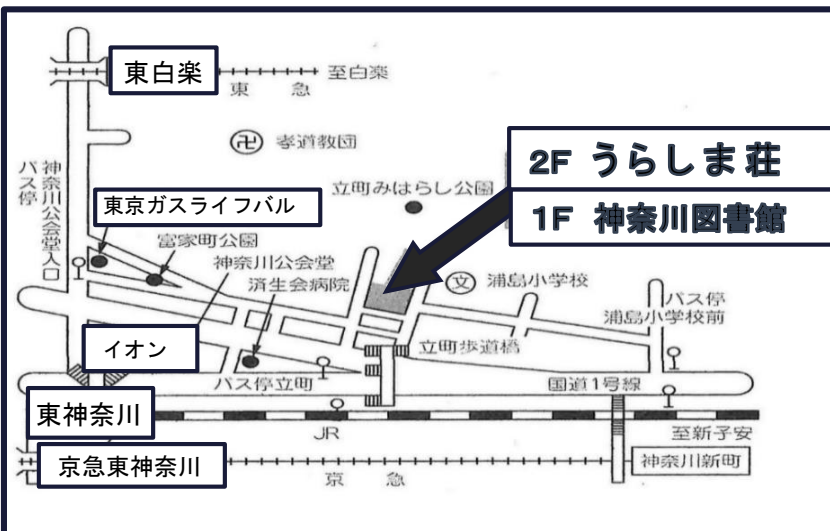 東白楽
至白楽
東急
孝道教団
2F うらしま荘
1F 神奈川図書館
立町みはらし公園
神奈川公会堂入口
バス停
東京ガスライフバル
富家町公園
神奈川公会堂
済生会病院
文
浦島小学校
バス停
浦島小学校前
イオン
立町歩道橋
バス停立町
国道1号線
東神奈川
JR
至新子安
京急東神奈川
京急
神奈川新町